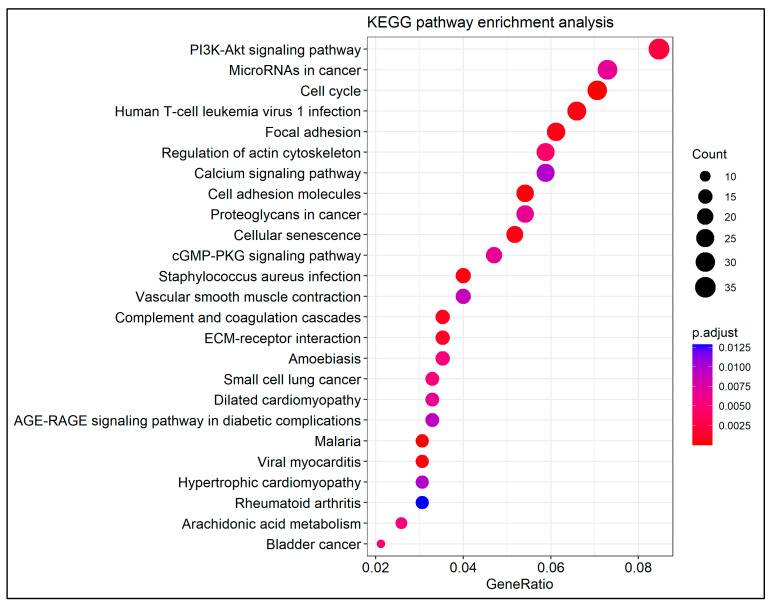 KEGG pathway enrichment analysis
PI3K-Akt signaling pathway
MicroRNAs in cancer
Cell cycle
Human T-cell leukemia virus 1 infection
Focal adhesion
Regulation of actin cytoskeleton
Calcium signaling pathway
Cell adhesion molecules
Proteoglycans in cancer
Cellular senescence
cGMP-PKG signaling pathway
Staphylococcus aureus infection
Vascular smooth muscle contraction
Complement and coagulation cascades
ECM-receptor interaction
Amoebiasis
Small cell lung cancer
Dilated cardiomyopathy
AGE-RAGE signaling pathway in diabetic complications
Malaria
Viral myocarditis
Hypertrophic cardiomyopathy
Rheumatoid arthritis
Arachidonic acid metabolism
Bladder cancer
0.02 0.04 0.06 0.08
GeneRatio
Count
10
15
20
25
30
35
p.adjust
0.0125
0.0100
0.0075
0.0050
0.0025